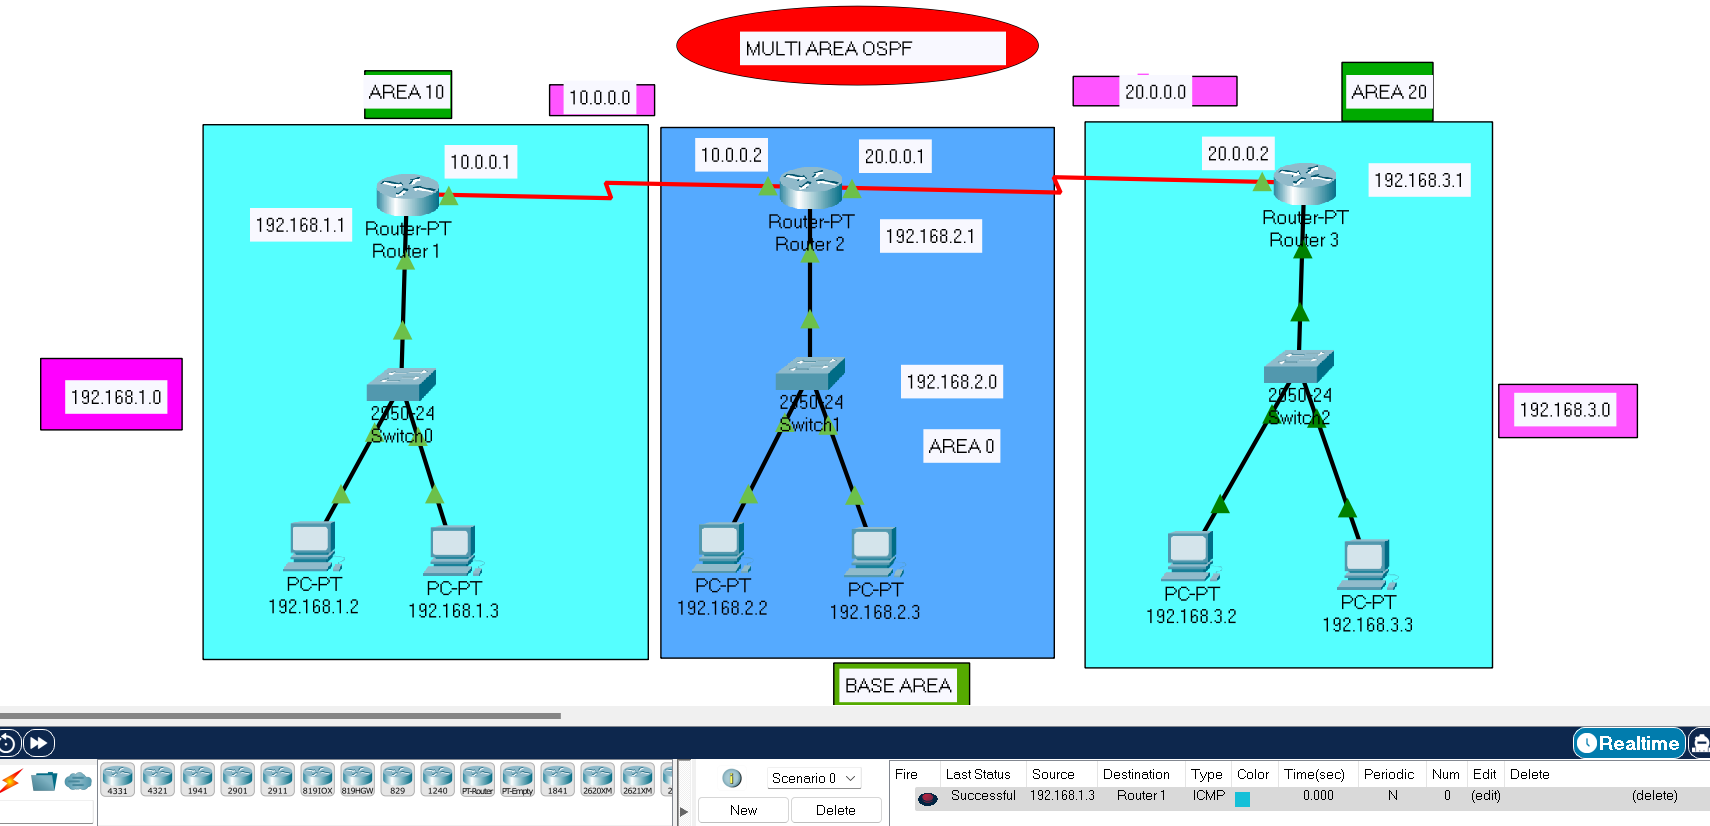 MULTI AREA OSPF
AREA 10
10.0.0.0
20.0.0.0
AREA 20
10.0.0.1
10.0.0.2
20.0.0.1
20.0.0.2
192.168.3.1
192.168.1.1
Router-PT
Router 1
Router-PT
Router 2
192.168.2.1
Router-PT
Router 3
192.168.1.0
2950-24
Switch0
2950-24
Switch1
192.168.2.0
AREA 0
2950-24
Switch2
192.168.3.0
PC-PT
192.168.1.2
PC-PT
192.168.1.3
PC-PT
192.168.2.2
PC-PT
192.168.2.3
PC-PT
192.168.3.2
PC-PT
192.168.3.3
BASE AREA
Realtime
4331 4321 1941 2901 2911 819IOX 819HGW 829 1240 PT-Router PT-Empty 1841 2620XM 2621XM 2
Scenario 0
New Delete
Fire Last Status Source Destination Type Color Time(sec) Periodic Num Edit Delete
Successful 192.168.1.3 Router 1 ICMP 0.000 N 0 (edit) (delete)